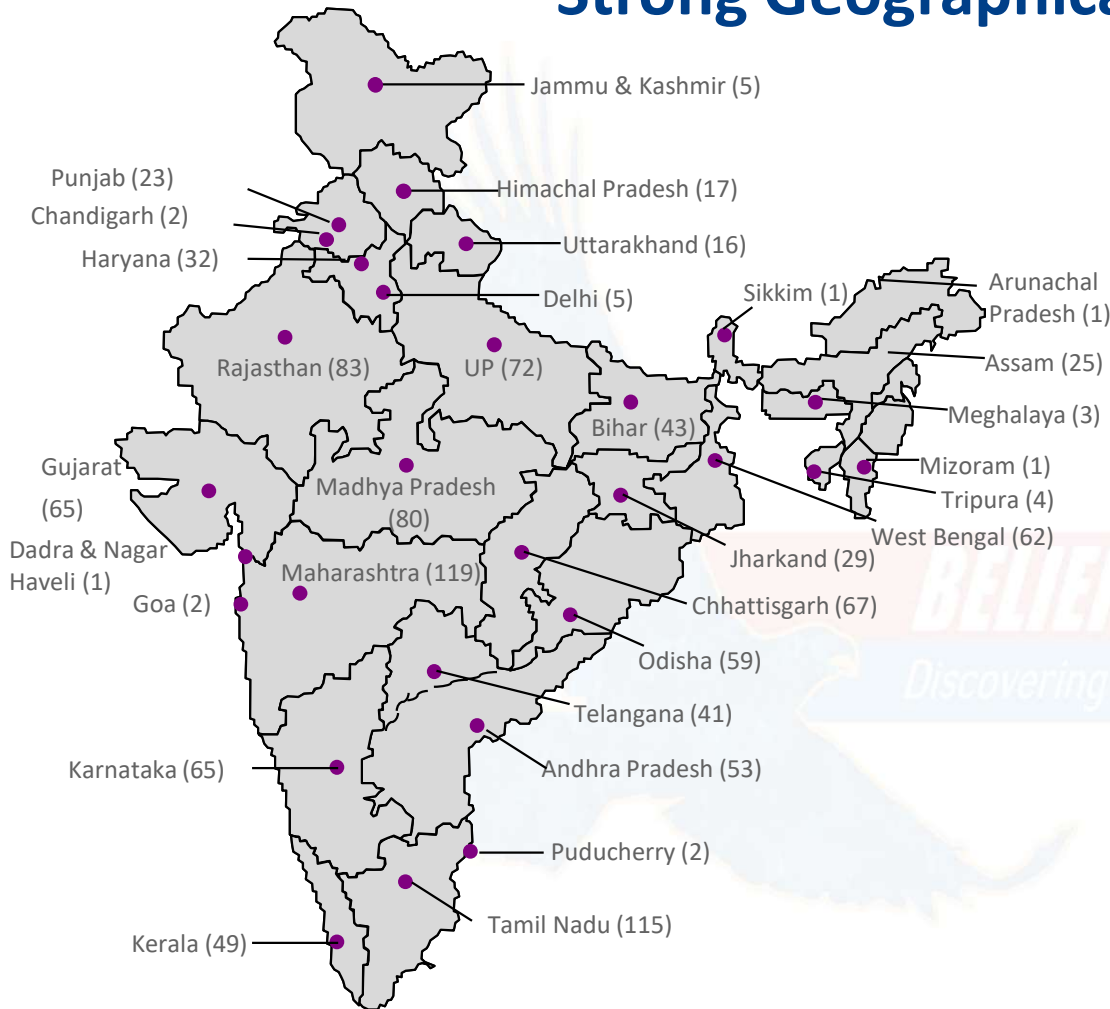 Strong Geographica
Jammu & Kashmir (5)
Punjab (23)
Himachal Pradesh (17)
Chandigarh (2)
Uttarakhand (16)
Haryana (32)
Delhi (5)
Sikkim (1)
Arunachal
Pradesh (1)
Rajasthan (83)
UP (72)
Assam (25)
Bihar (43)
Meghalaya (3)
Gujarat
(65)
Madhya Pradesh
(80)
Mizoram (1)
Tripura (4)
West Bengal (62)
Dadra & Nagar
Haveli (1)
Jharkand (29)
Maharashtra (119)
Goa (2)
Chhattisgarh (67)
BELIE
Odisha (59)
Discovering
Telangana (41)
Karnataka (65)
Andhra Pradesh (53)
Puducherry (2)
Tamil Nadu (115)
Kerala (49)